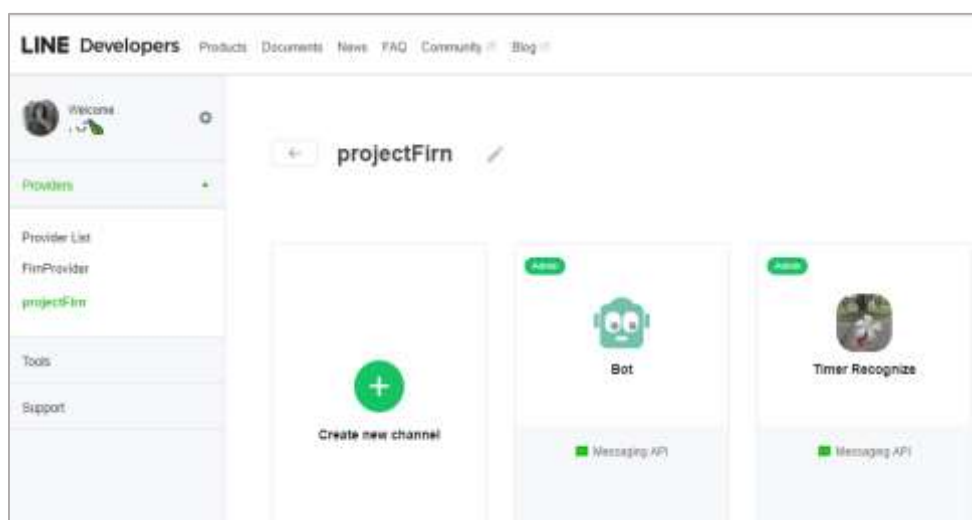 LINE Developers Products Documents News FAQ Community Blog
Welcome
projectFirn
Providers
Provider List
FirnProvider
projectFirn
Tools
Support
Create new channel
Admin
Bot
Messaging API
Admin
Timer Recognize
Messaging API